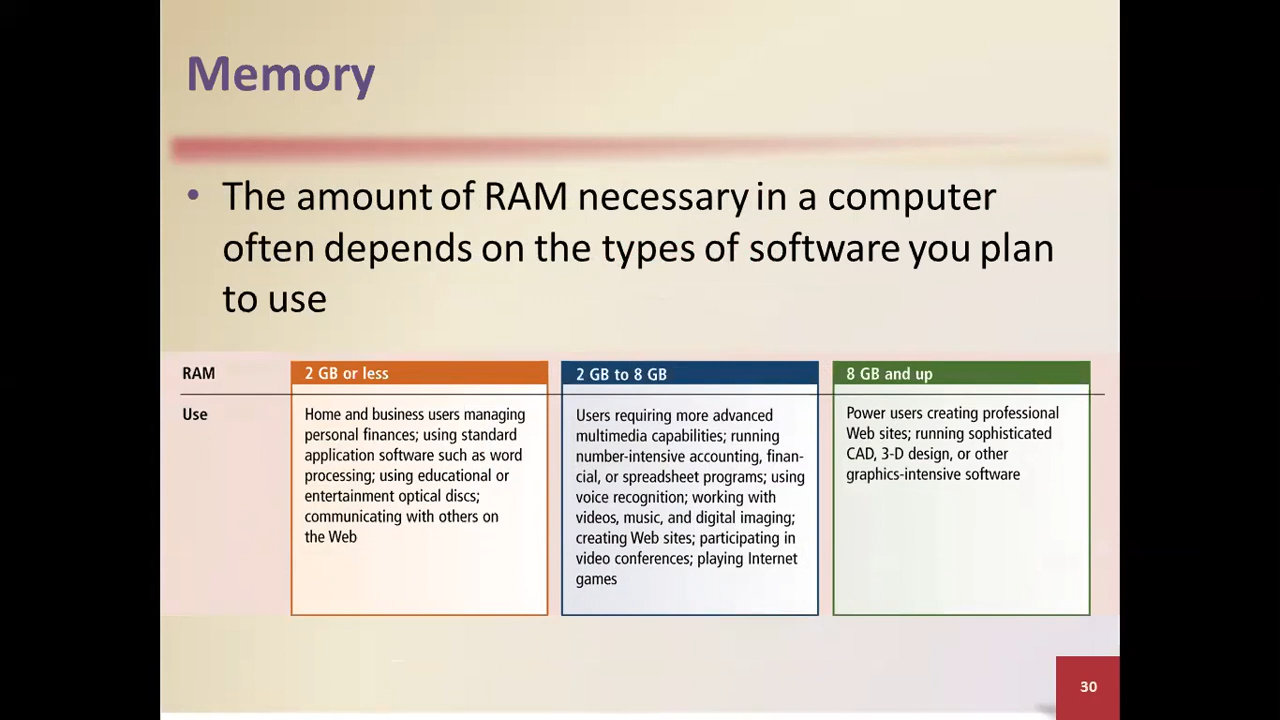 Memory
• The amount of RAM necessary in a computer
often depends on the types of software you plan
to use
RAM
2 GB or less
2 GB to 8 GB
8 GB and up
Use
Home and business users managing
personal finances; using standard
application software such as word
processing; using educational or
entertainment optical discs;
communicating with others on
the Web
Users requiring more advanced
multimedia capabilities; running
number-intensive accounting, finan-
cial, or spreadsheet programs; using
voice recognition; working with
videos, music, and digital imaging;
creating Web sites; participating in
video conferences; playing Internet
games
Power users creating professional
Web sites; running sophisticated
CAD, 3-D design, or other
graphics-intensive software
30